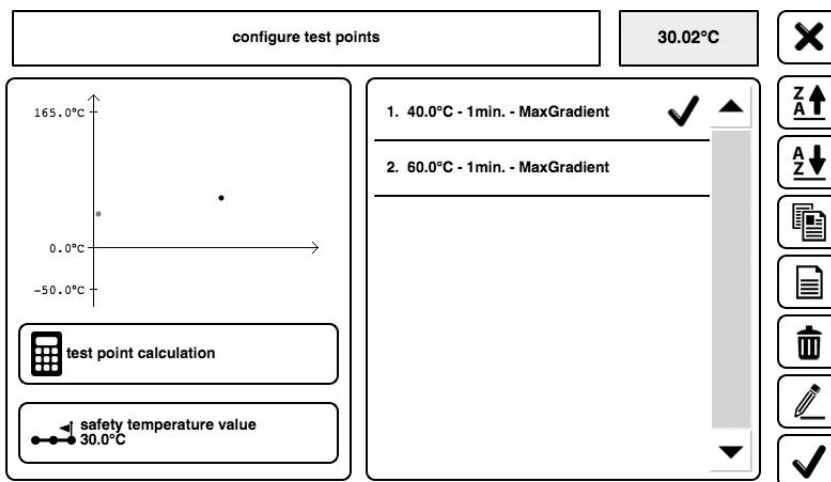 configure test points
30.02°C
165.0°C
0.0°C
-50.0°C
test point calculation
safety temperature value
30.0°C
1. 40.0°C - 1min. - MaxGradient
2. 60.0°C - 1min. - MaxGradient
Z
A
A
Z